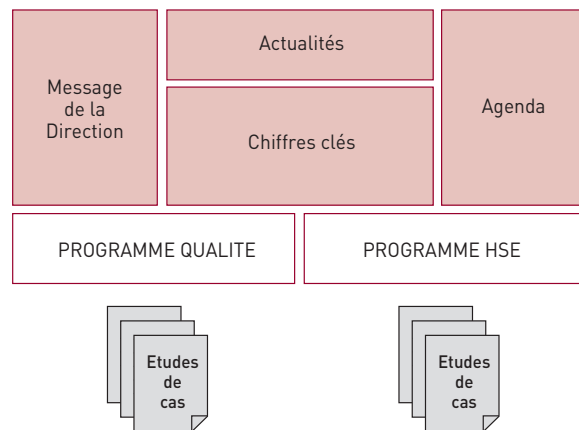 Message
de la
Direction
Actualités
Chiffres clés
Agenda
PROGRAMME QUALITE
PROGRAMME HSE
Etudes
de
cas
Etudes
de
cas